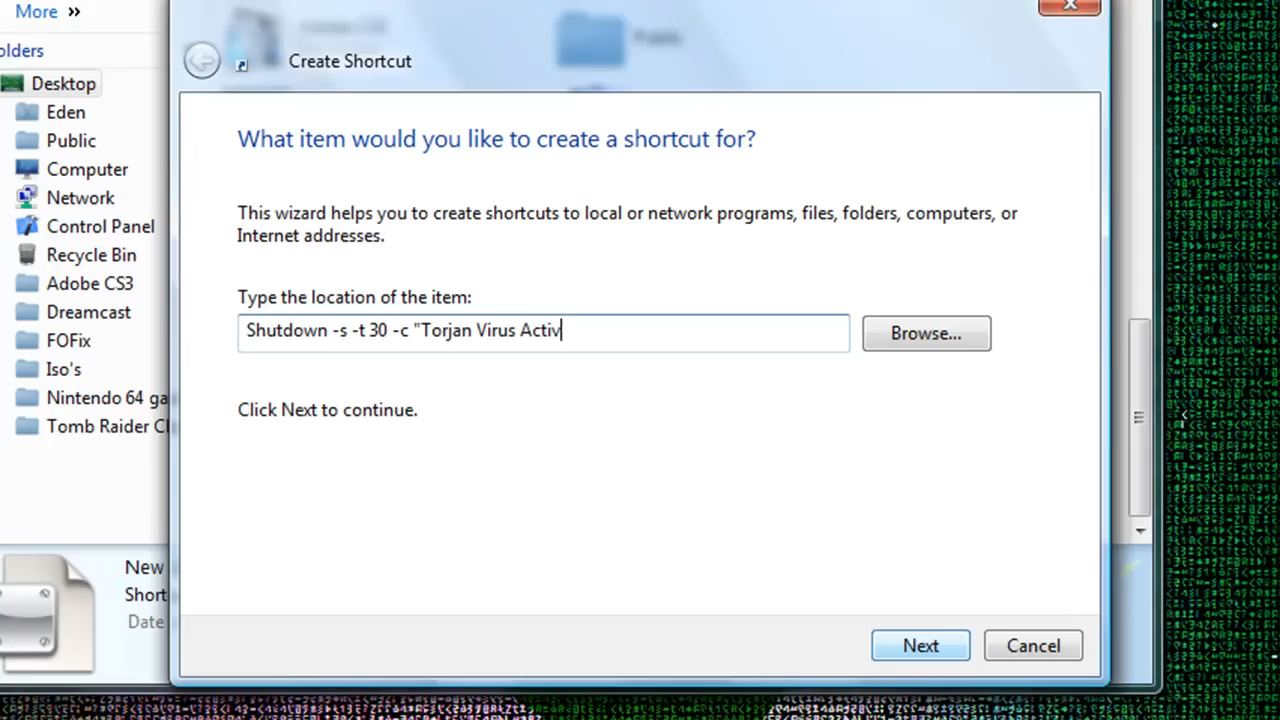 More »
olders
Desktop
Eden
Public
Computer
Network
Control Panel
Recycle Bin
Adobe CS3
Dreamcast
FOFix
Iso's
Nintendo 64 ga
Tomb Raider C
New
Short
Date
Create Shortcut
What item would you like to create a shortcut for?
This wizard helps you to create shortcuts to local or network programs, files, folders, computers, or
Internet addresses.
Type the location of the item:
Shutdown -s -t 30 -c "Torjan Virus Activ
Browse...
Click Next to continue.
Next
Cancel